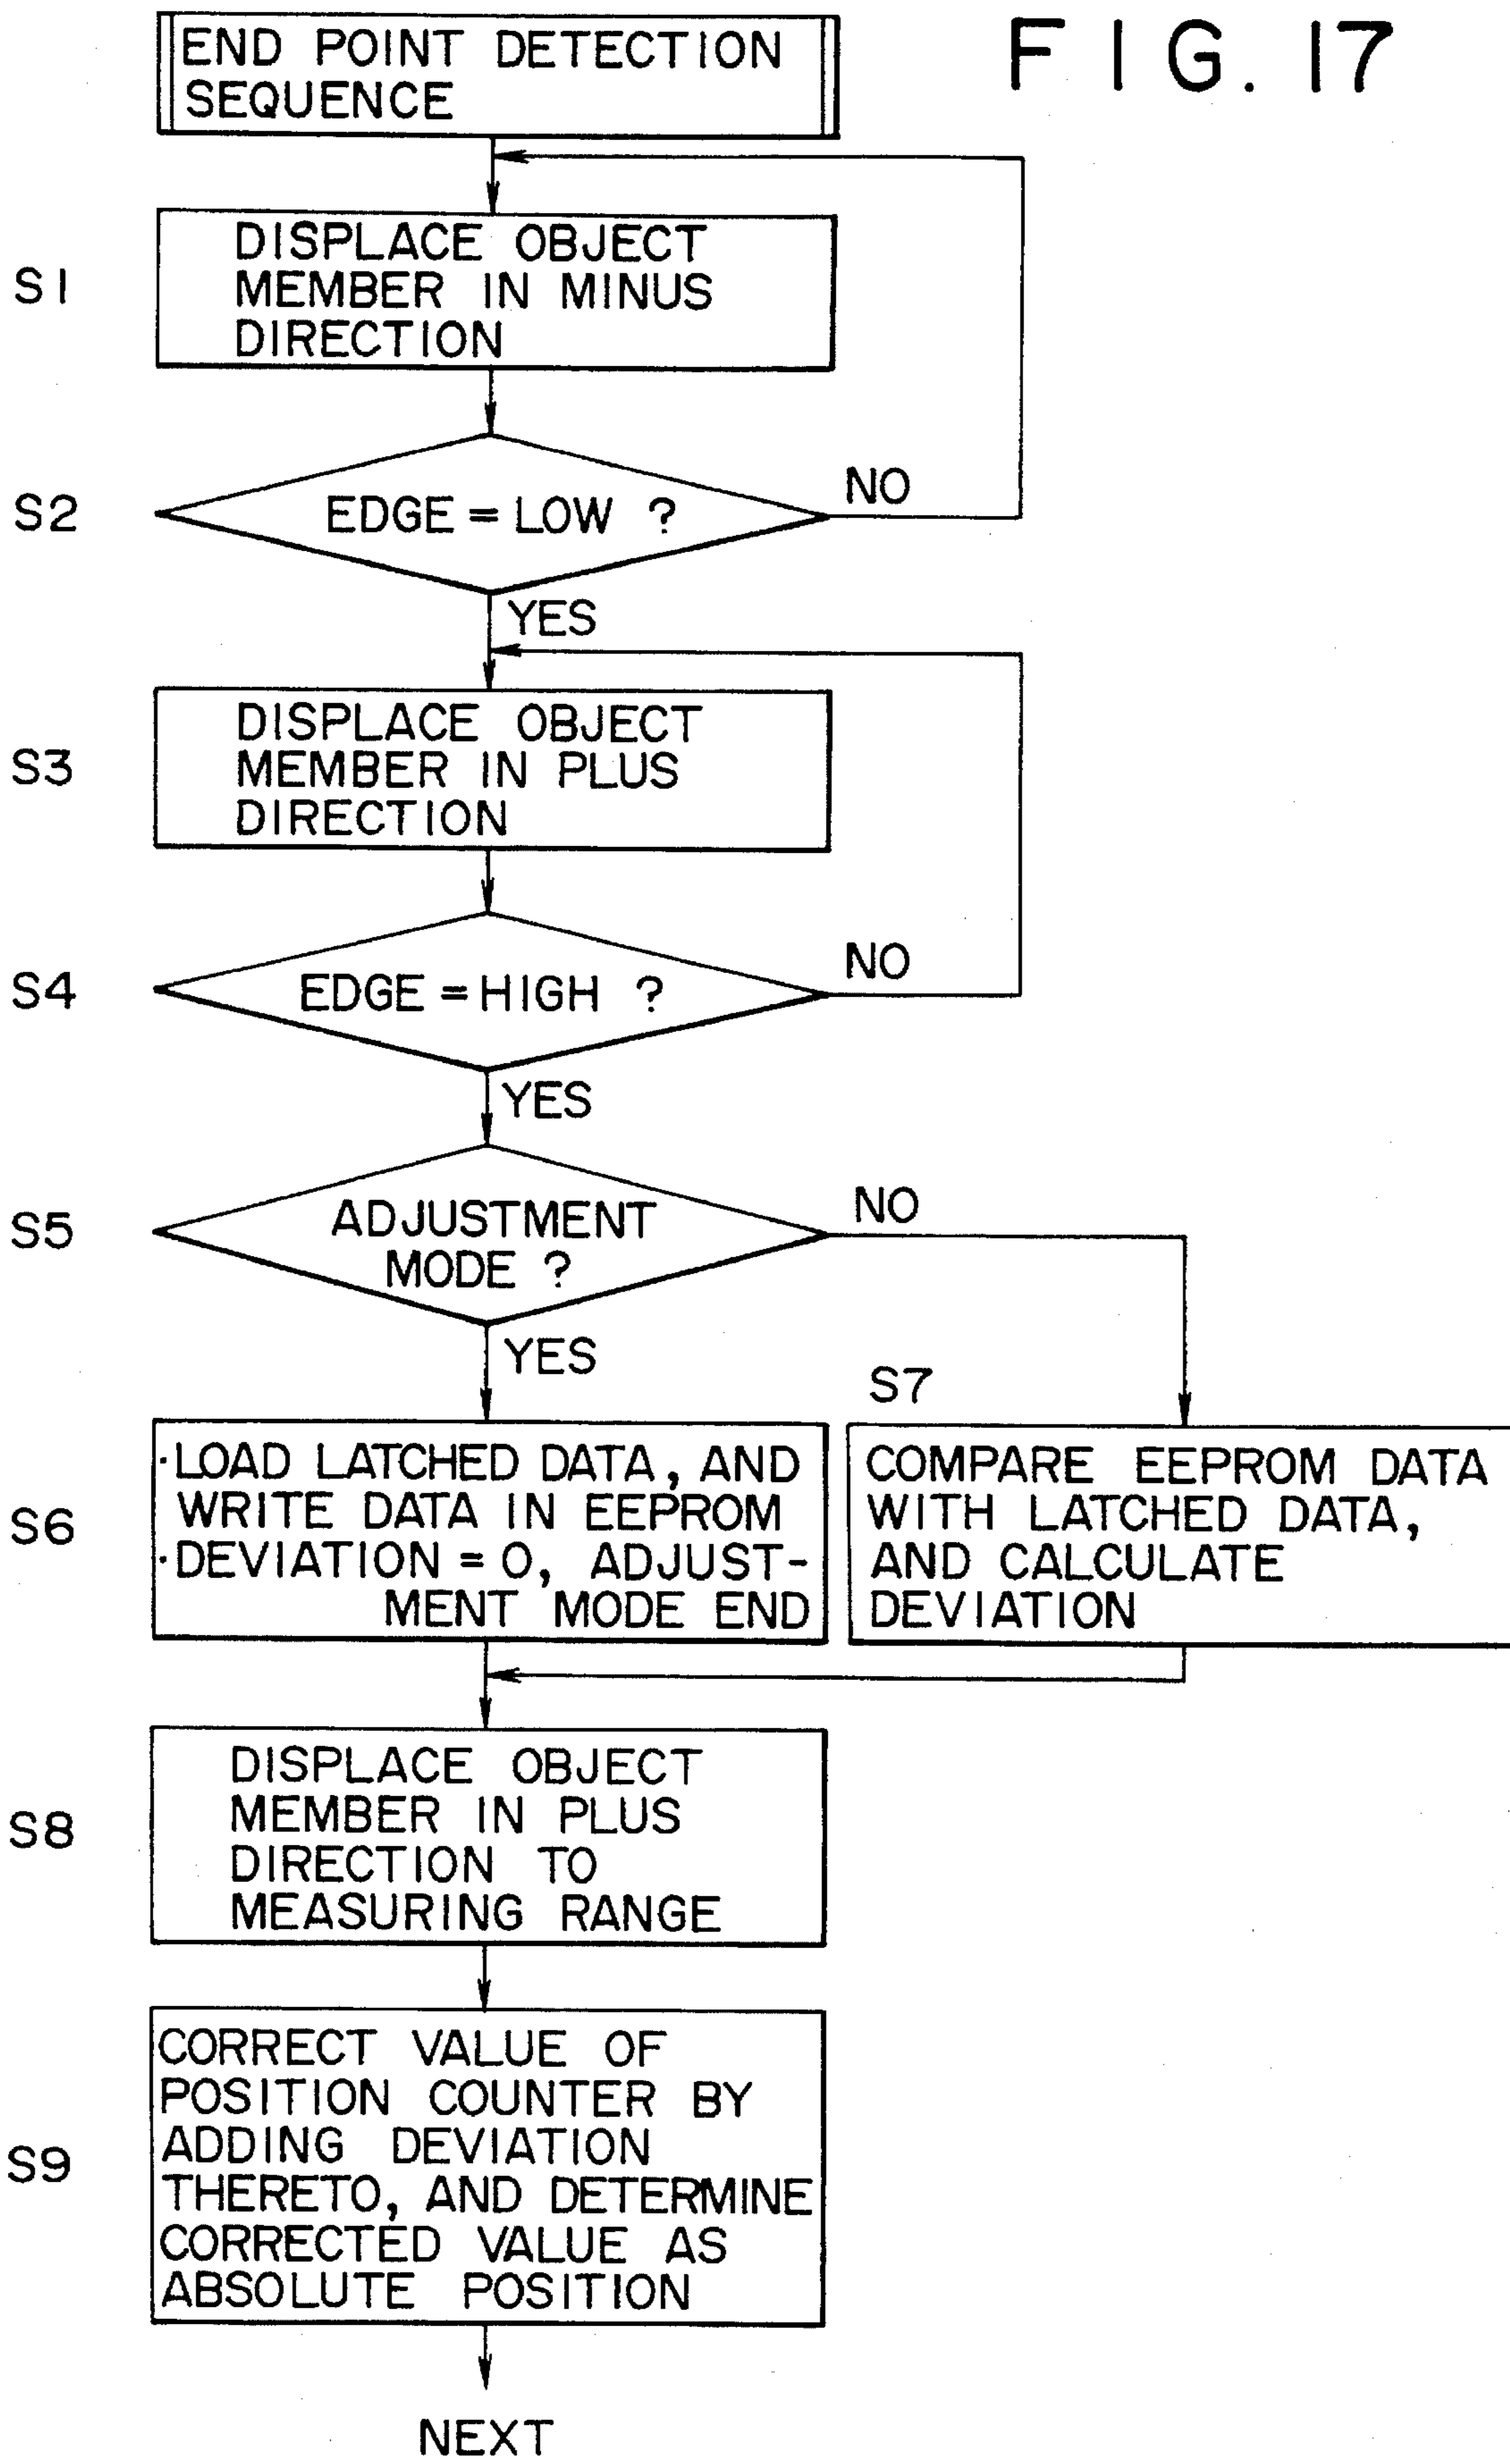 FIG. 17
END POINT DETECTION
SEQUENCE
S1
DISPLACE OBJECT
MEMBER IN MINUS
DIRECTION
S2
EDGE = LOW ?
NO
YES
S3
DISPLACE OBJECT
MEMBER IN PLUS
DIRECTION
S4
EDGE = HIGH ?
NO
YES
S5
ADJUSTMENT
MODE ?
NO
YES
S6
·LOAD LATCHED DATA, AND
WRITE DATA IN EEPROM
·DEVIATION = 0, ADJUST-
MENT MODE END
S7
COMPARE EEPROM DATA
WITH LATCHED DATA,
AND CALCULATE
DEVIATION
S8
DISPLACE OBJECT
MEMBER IN PLUS
DIRECTION TO
MEASURING RANGE
S9
CORRECT VALUE OF
POSITION COUNTER BY
ADDING DEVIATION
THERETO, AND DETERMINE
CORRECTED VALUE AS
ABSOLUTE POSITION
NEXT